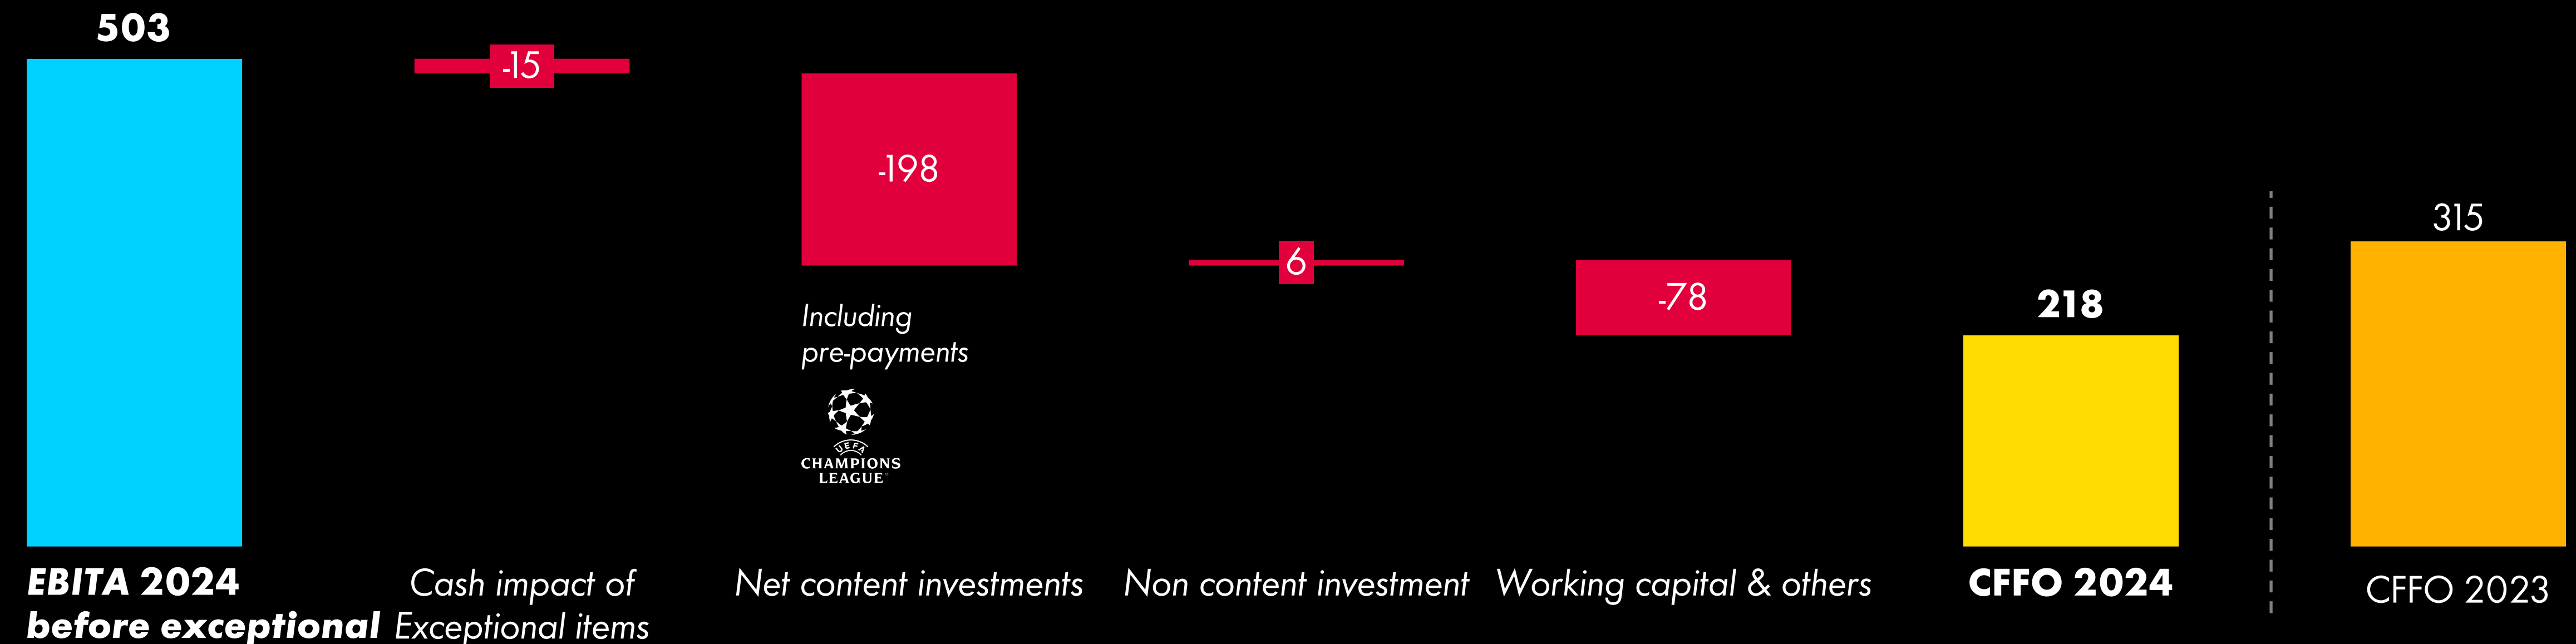 503
-15
-198
Including
pre-payments
UEFA
CHAMPIONS
LEAGUE
6
-78
218
315
EBITA 2024
before exceptional
Cash impact of
Exceptional items
Net content investments
Non content investment
Working capital & others
CFFO 2024
CFFO 2023